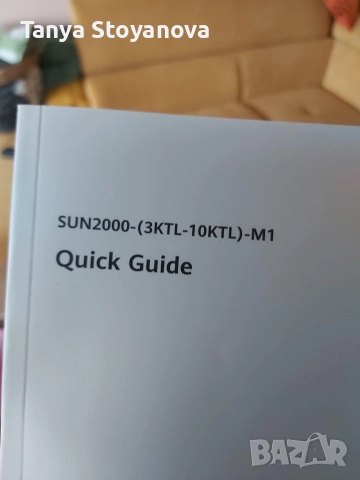 Tanya Stoyanova
SUN2000-(3KTL-10KTL)-M1
Quick Guide
BAZAR